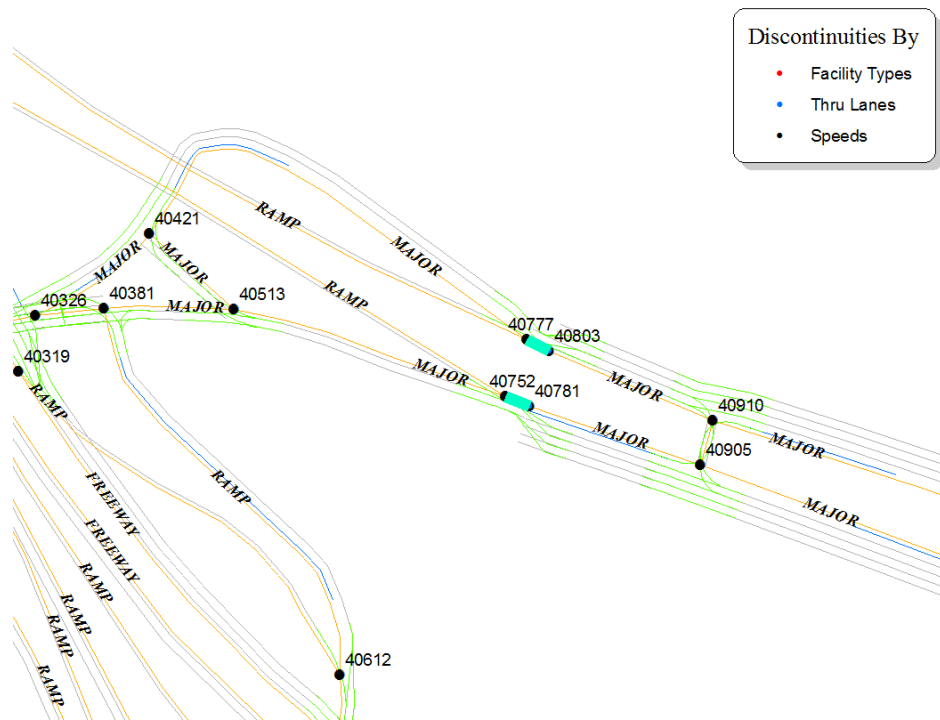 Discontinuities By
Facility Types
Thru Lanes
Speeds
40421
RAMP
MAJOR
MAJOR
MAJOR
RAMP
40326
40381
MAJOR
40513
40777
40803
40319
MAJOR
40752
40781
MAJOR
40910
RAMP
MAJOR
MAJOR
40905
RAMP
FREEWAY
MAJOR
FREEWAY
RAMP
RAMP
RAMP
40612
RAMP